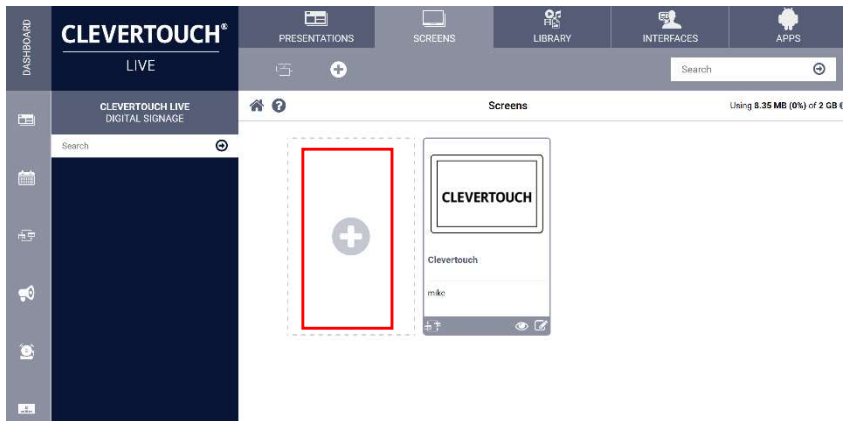 DASHBOARD
CLEVERTOUCH®
LIVE
PRESENTATIONS
SCREENS
LIBRARY
INTERFACES
APPS
Search
CLEVERTOUCH LIVE
DIGITAL SIGNAGE
Search
Screens
Using 8.35 MB (0%) of 2 GB
CLEVERTOUCH
Clevertouch
mike